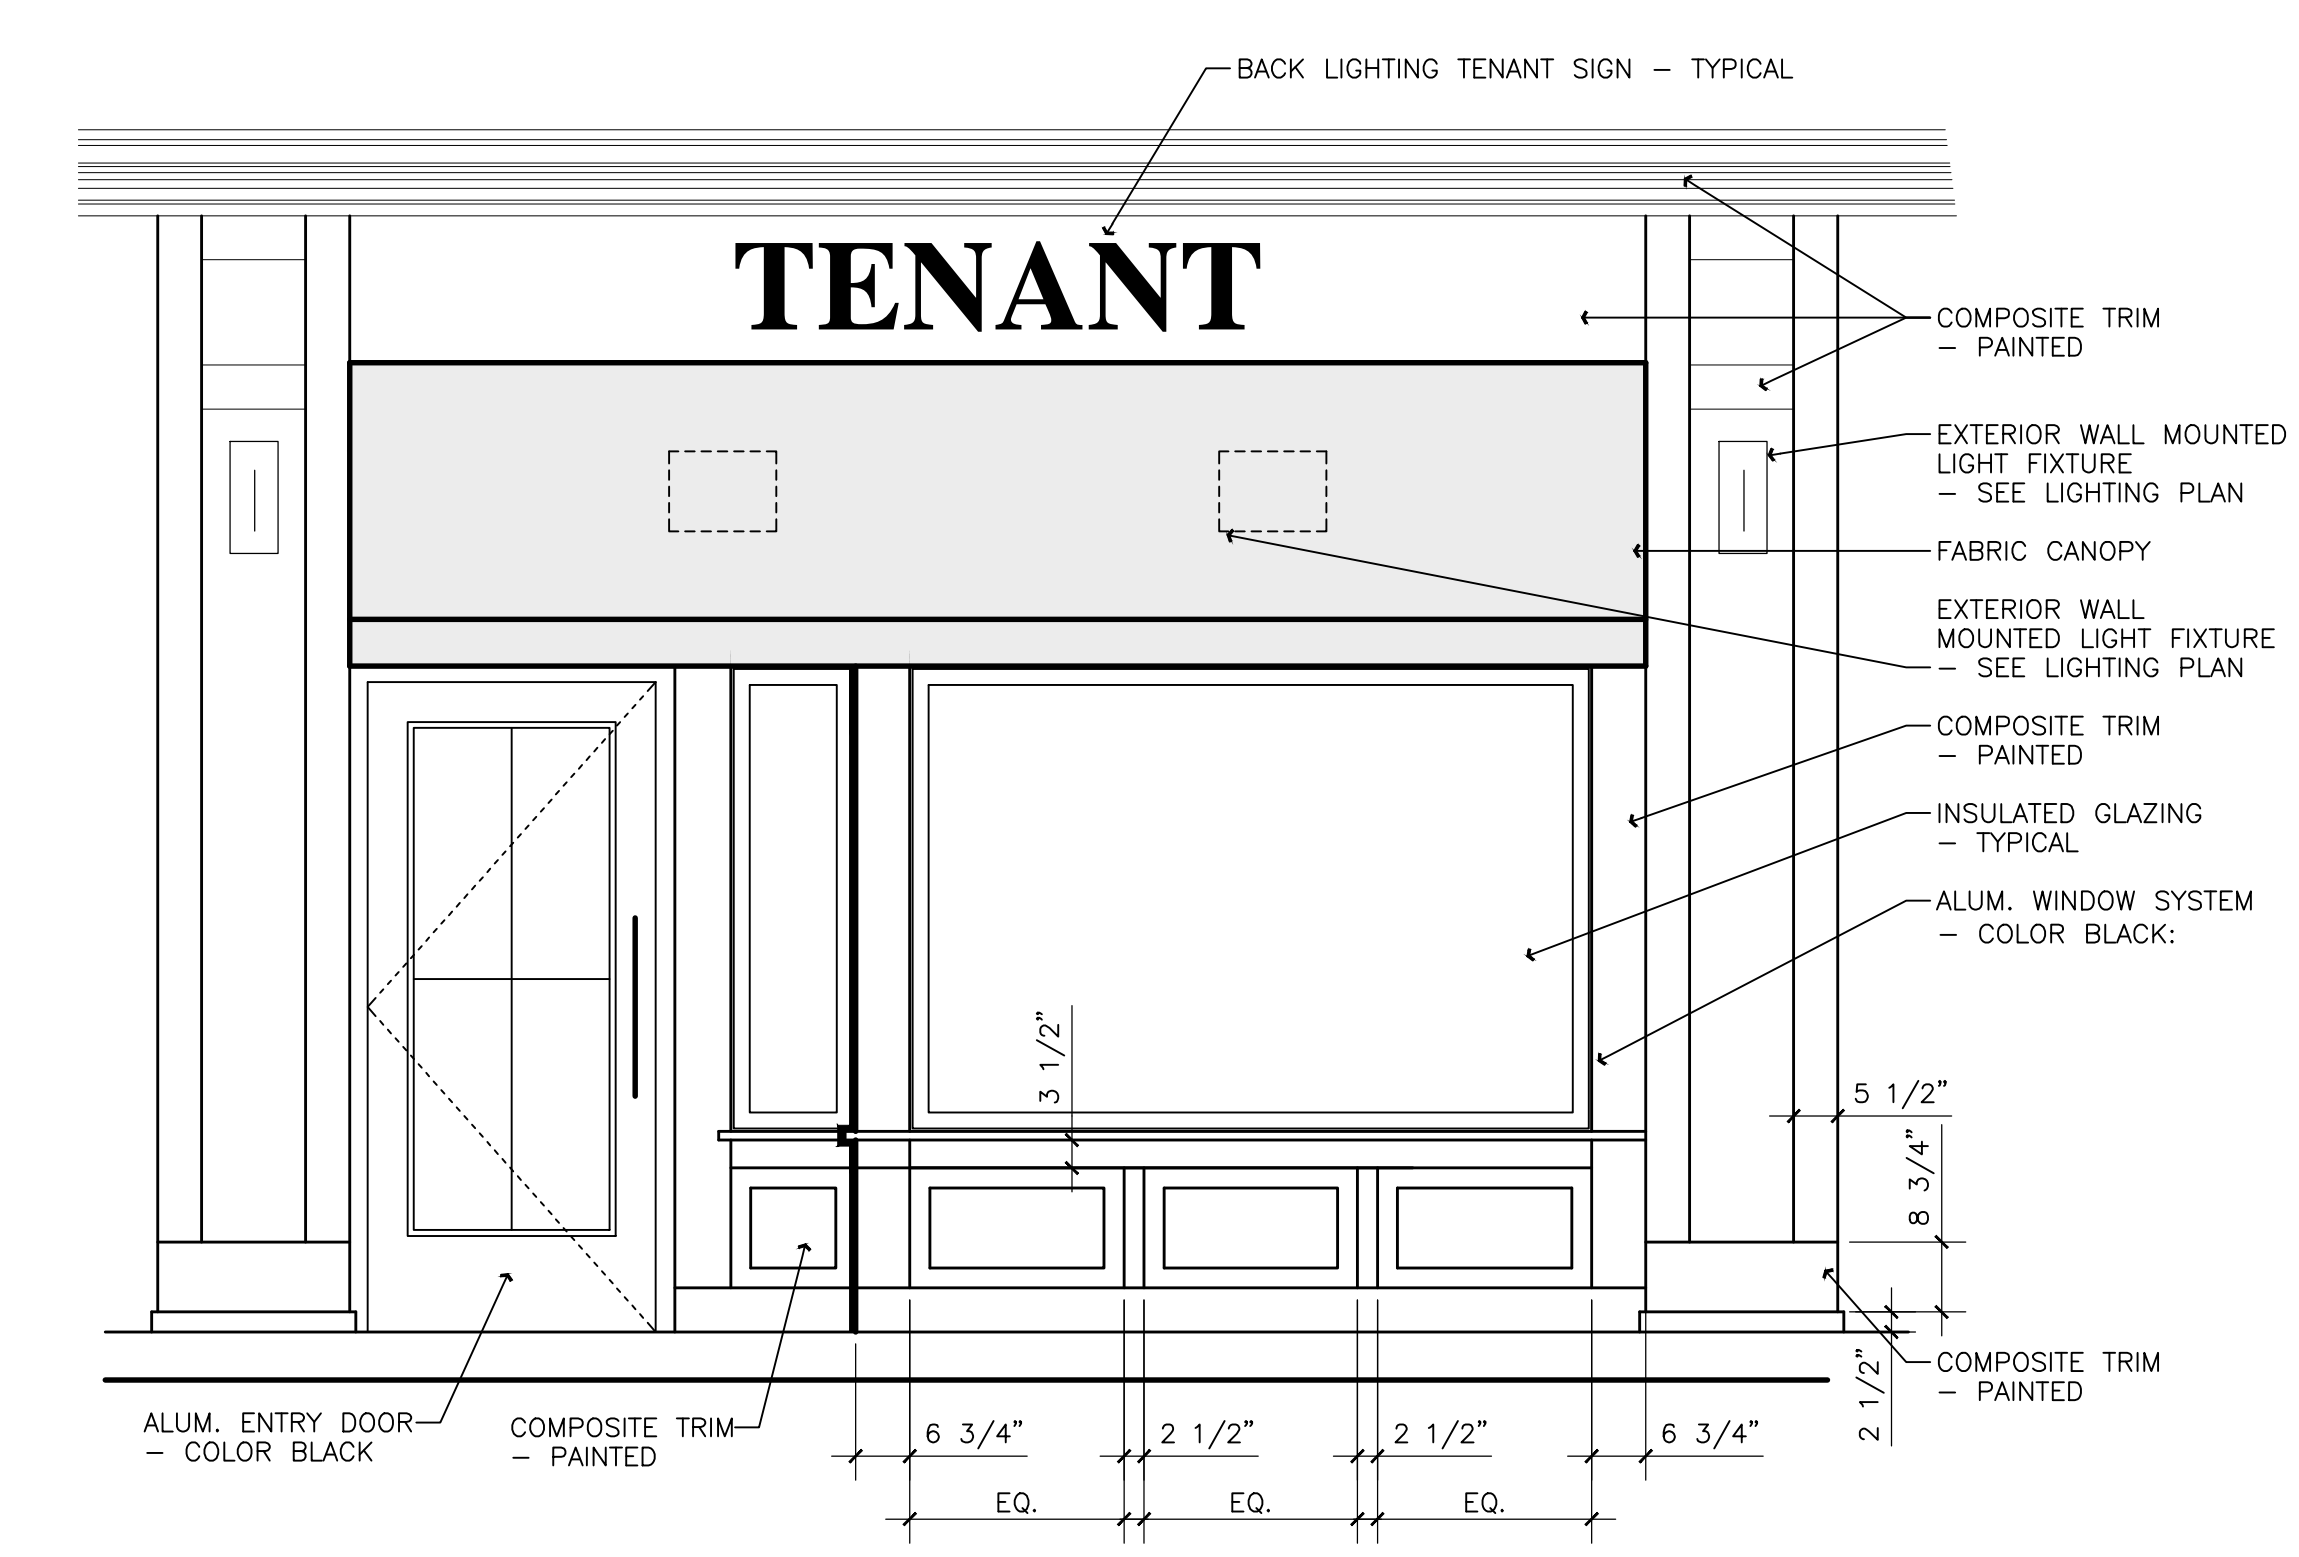 BACK LIGHTING TENANT SIGN – TYPICAL
TENANT
COMPOSITE TRIM
– PAINTED
EXTERIOR WALL MOUNTED
LIGHT FIXTURE
– SEE LIGHTING PLAN
FABRIC CANOPY
EXTERIOR WALL
MOUNTED LIGHT FIXTURE
– SEE LIGHTING PLAN
COMPOSITE TRIM
– PAINTED
INSULATED GLAZING
– TYPICAL
ALUM. WINDOW SYSTEM
– COLOR BLACK:
3 1/2”
5 1/2”
8 3/4”
2 1/2”
COMPOSITE TRIM
– PAINTED
ALUM. ENTRY DOOR
– COLOR BLACK
COMPOSITE TRIM
– PAINTED
6 3/4”
2 1/2”
2 1/2”
6 3/4”
EQ.
EQ.
EQ.